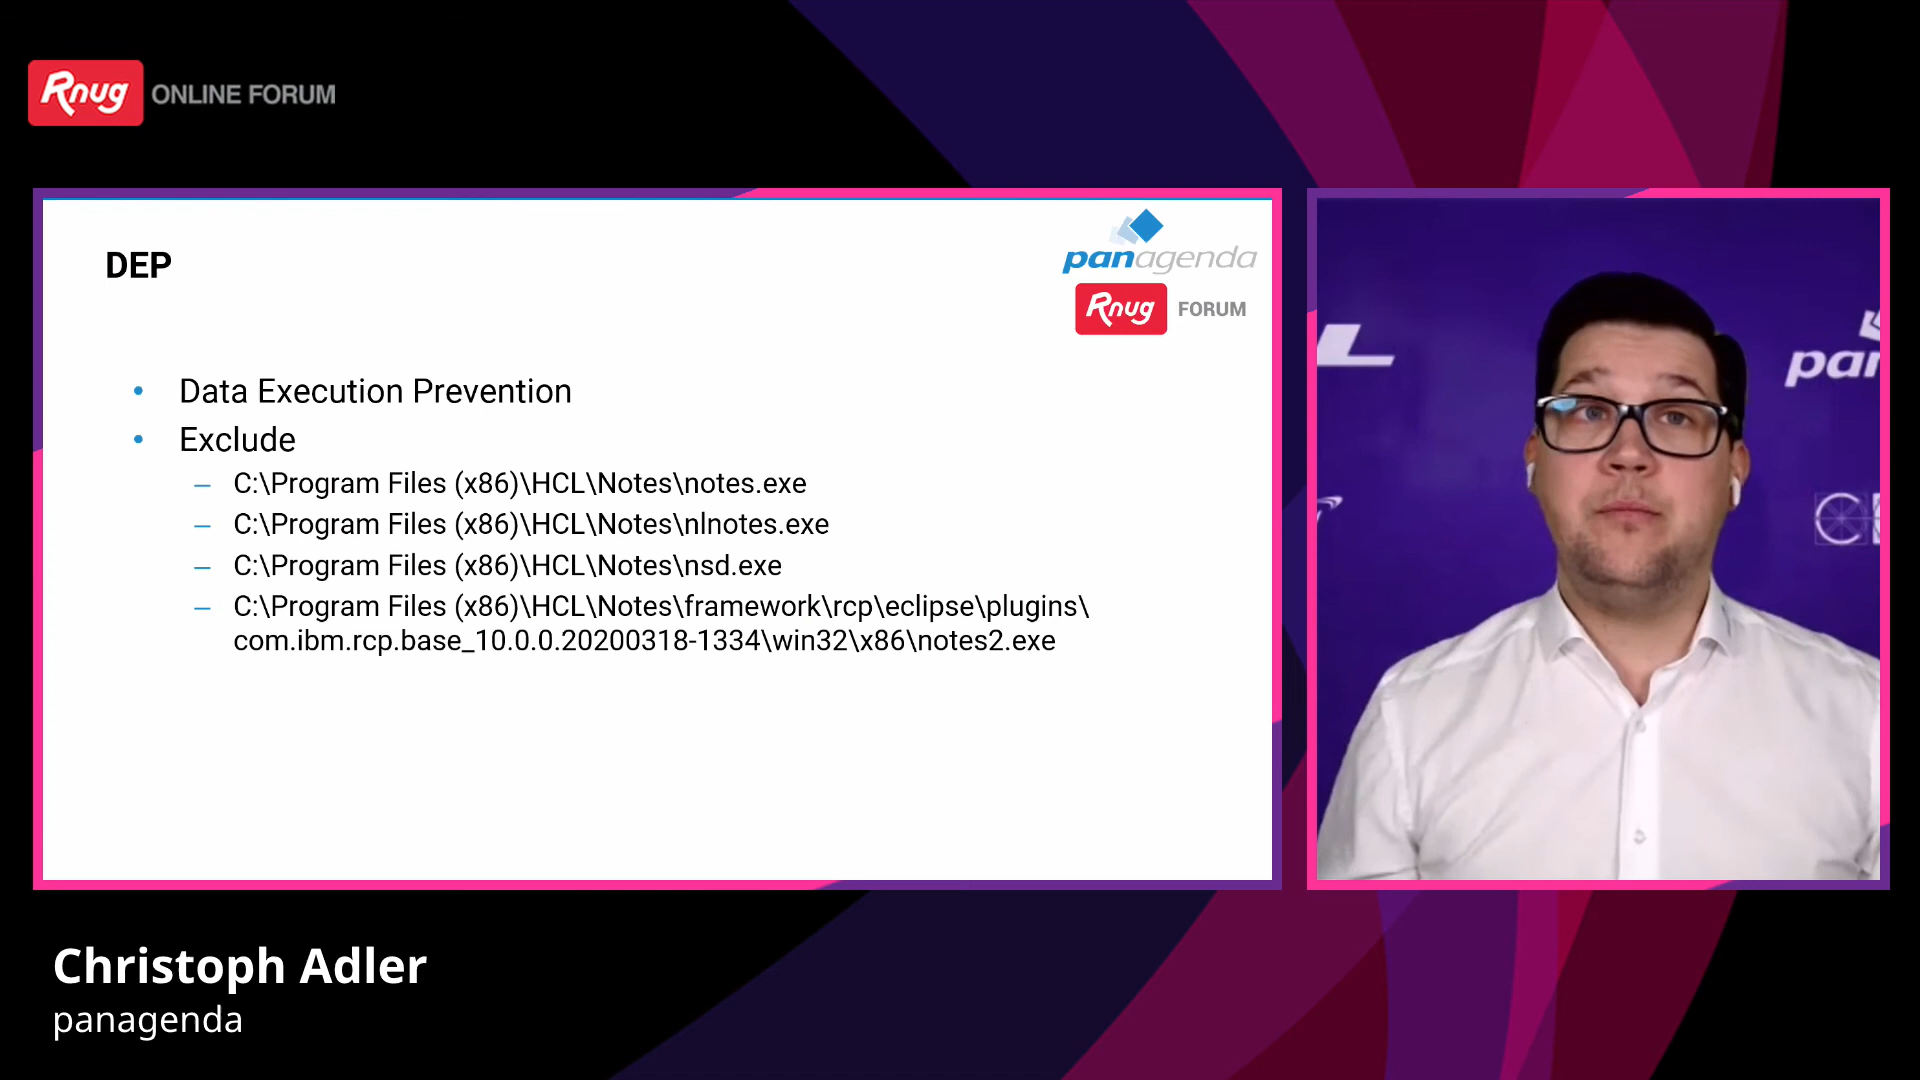 Rnug ONLINE FORUM
DEP
panagenda
Rnug FORUM
• Data Execution Prevention
• Exclude
– C:\Program Files (x86)\HCL\Notes\notes.exe
– C:\Program Files (x86)\HCL\Notes\nlnotes.exe
– C:\Program Files (x86)\HCL\Notes\nsd.exe
– C:\Program Files (x86)\HCL\Notes\framework\rcp\eclipse\plugins\
com.ibm.rcp.base_10.0.0.20200318-1334\win32\x86\notes2.exe
Christoph Adler
panagenda